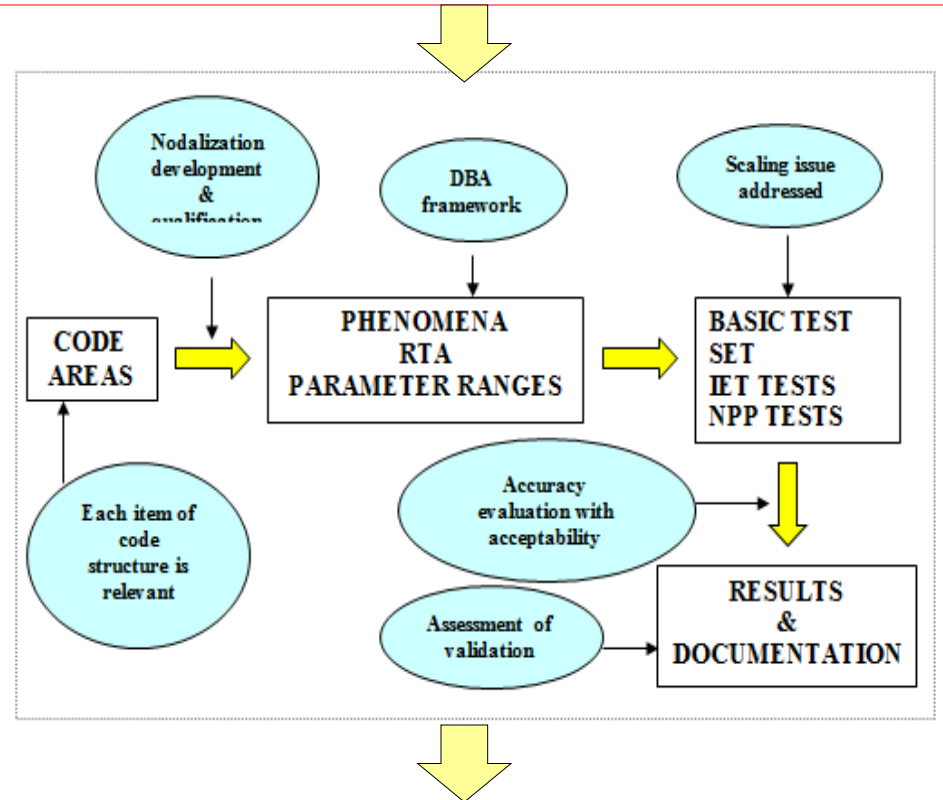 Nodalization
development
&
qualification
DBA
framework
Scaling issue
addressed
CODE
AREAS
PHENOMENA
RTA
PARAMETER RANGES
BASIC TEST
SET
IET TESTS
NPP TESTS
Each item of
code
structure is
relevant
Accuracy
evaluation with
acceptability
Assessment of
validation
RESULTS
&
DOCUMENTATION